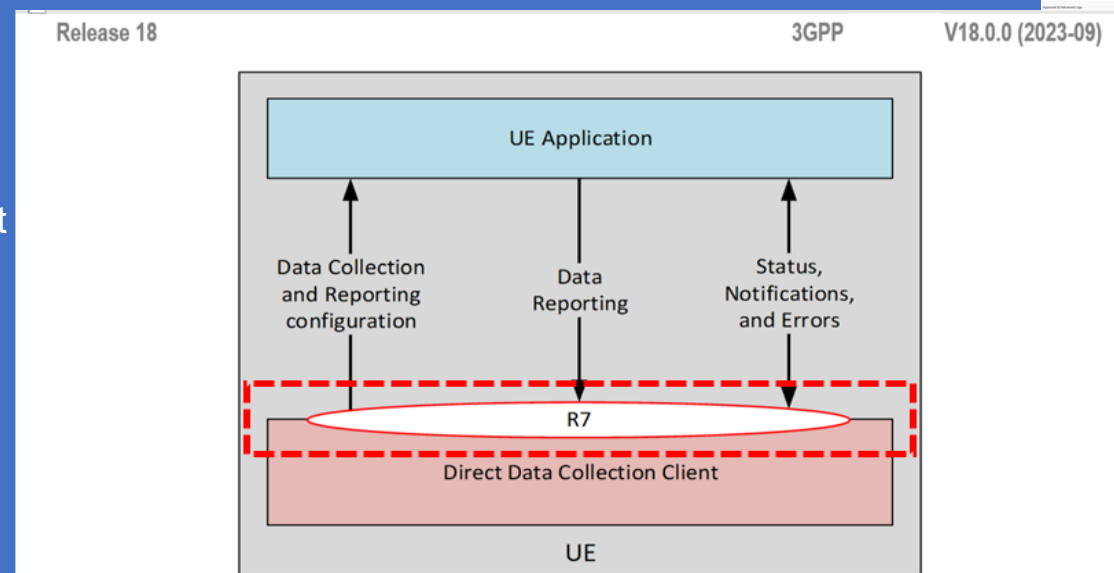 Release 18 3GPP V18.0.0 (2023-09)
UE Application
t
Data Collection
and Reporting
configuration
Data
Reporting
Status,
Notifications,
and Errors
R7
Direct Data Collection Client
UE